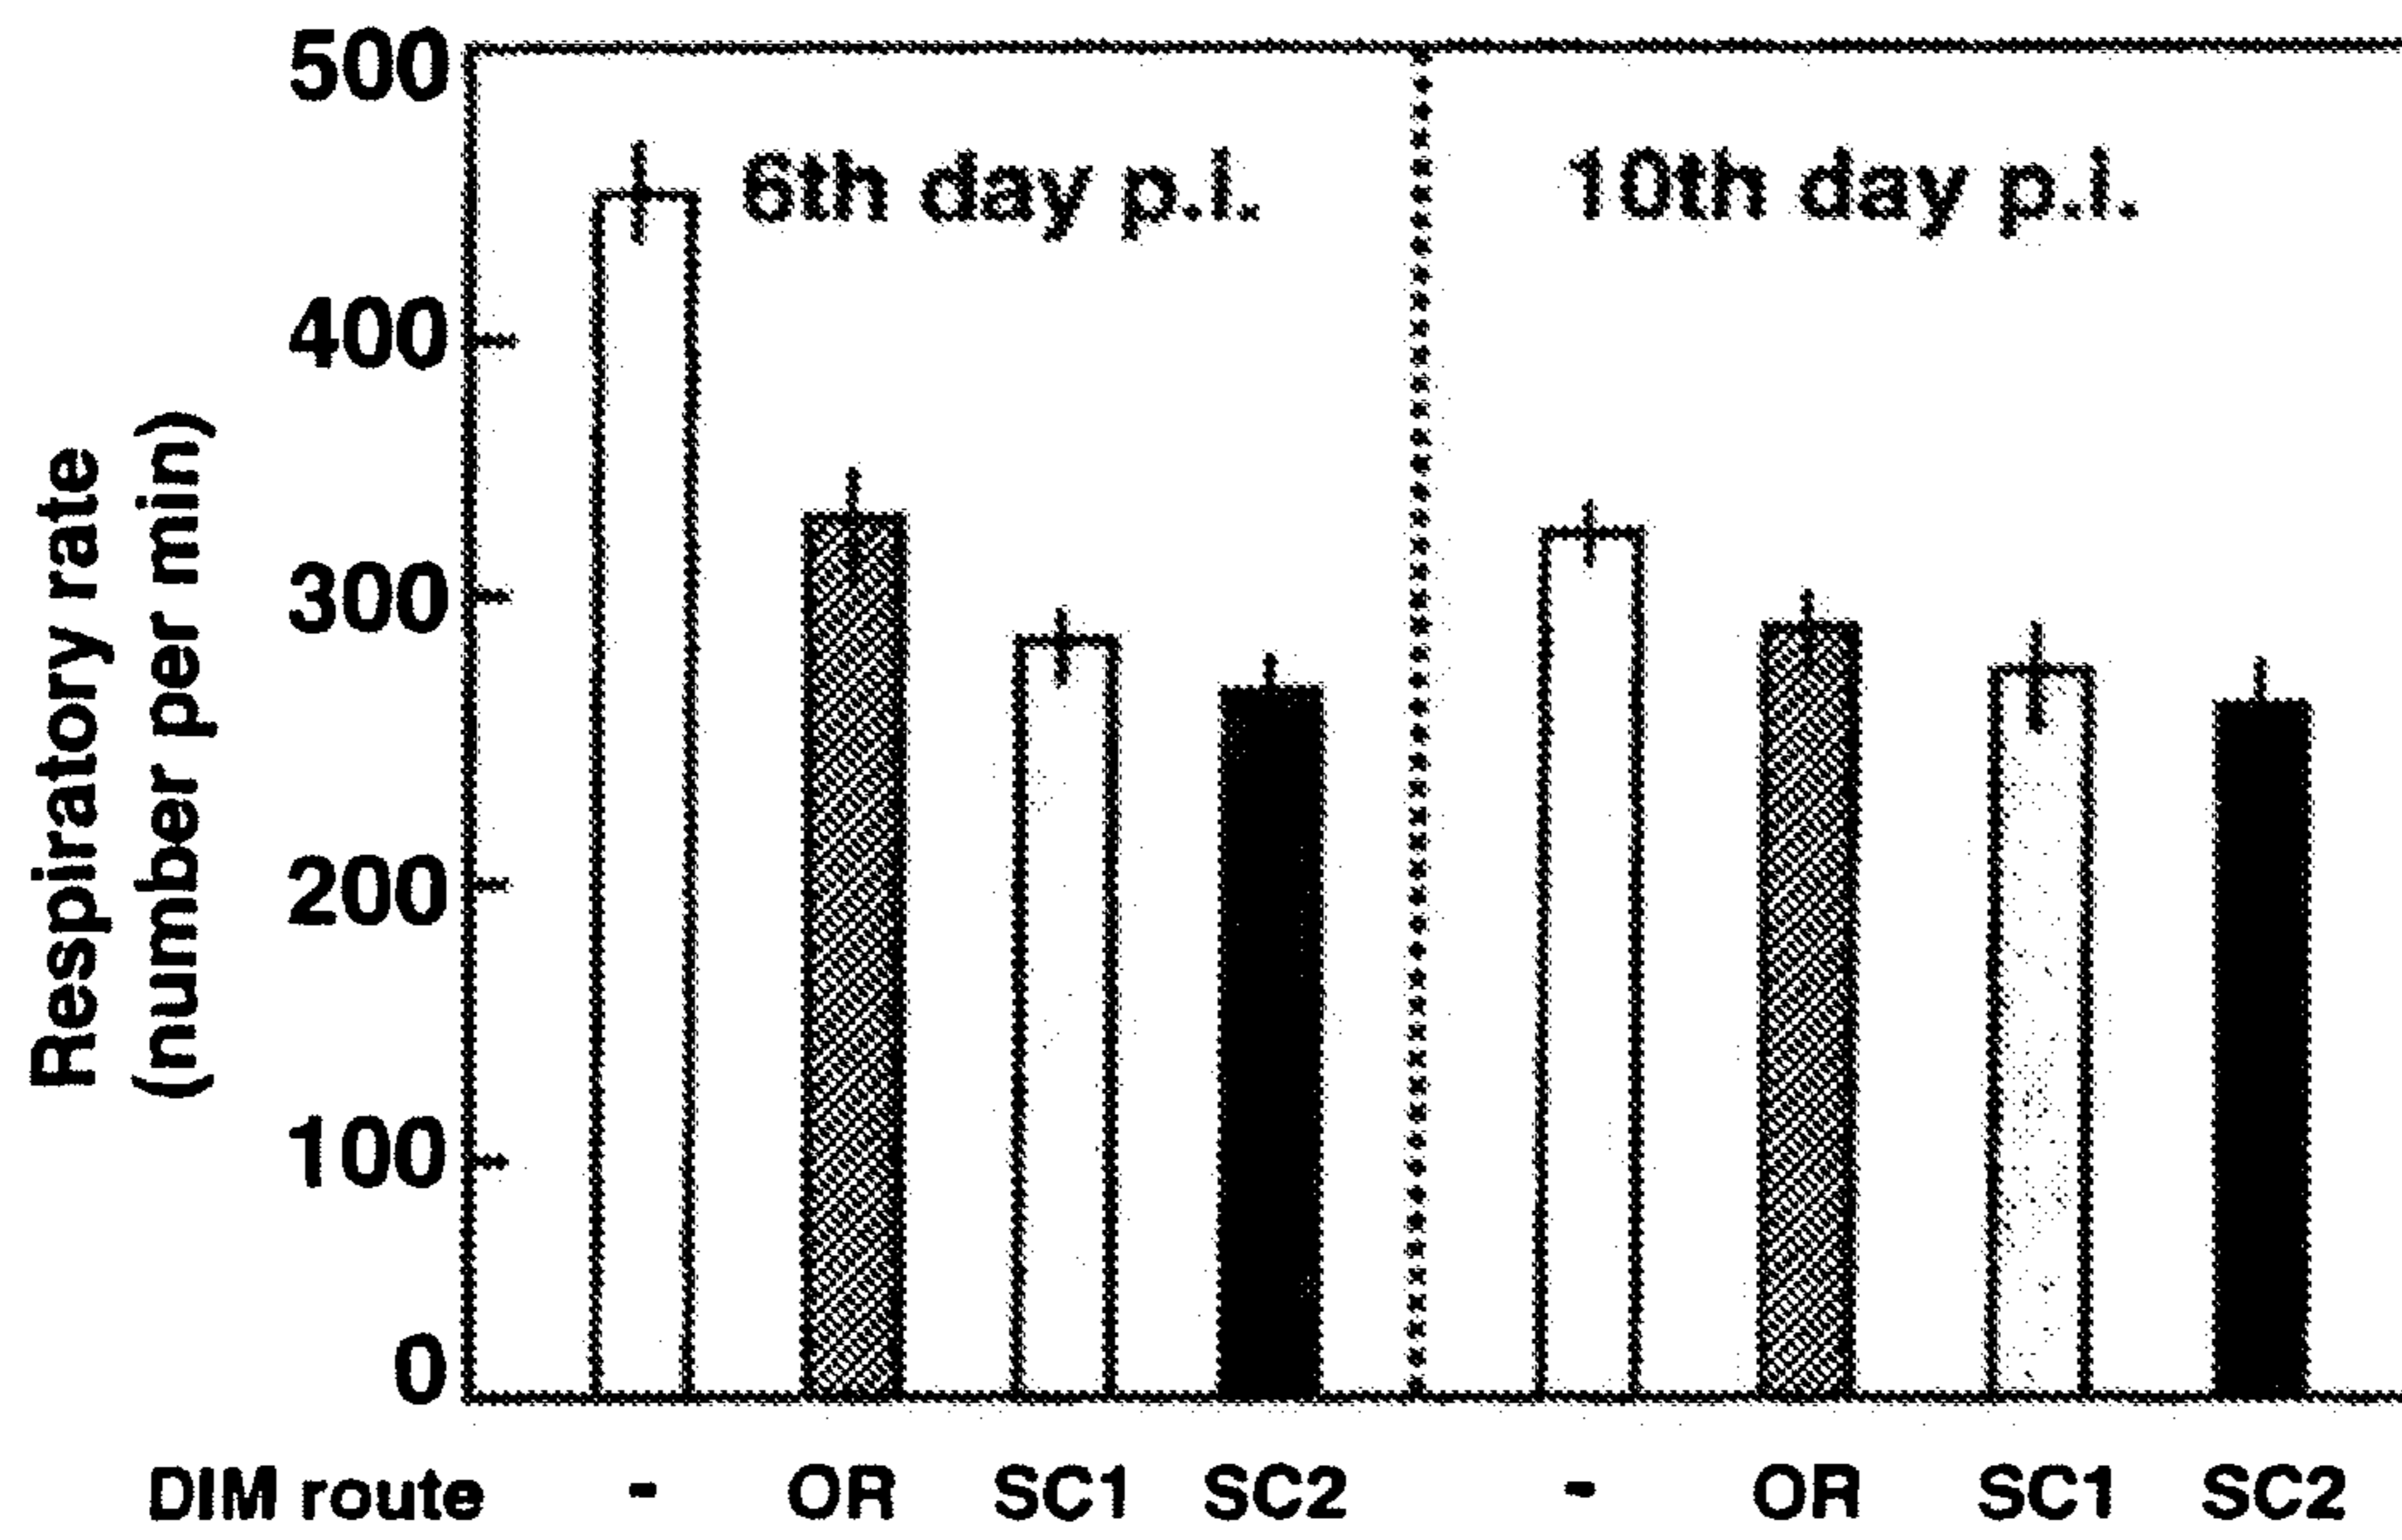 500
400
300
200
100
0
Respiratory rate
(number per min)
6th day p.i.
10th day p.i.
DIM route - OR SC1 SC2 - OR SC1 SC2